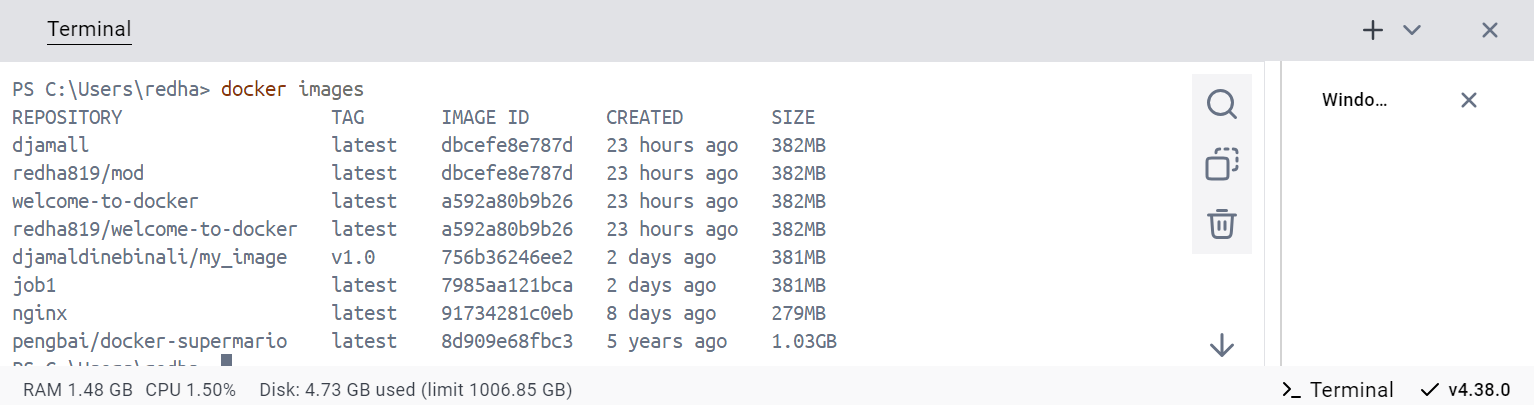 Terminal
PS C:\Users\redha> docker images
REPOSITORY TAG IMAGE ID CREATED SIZE
djamall latest dbcefe8e787d 23 hours ago 382MB
redha819/mod latest dbcefe8e787d 23 hours ago 382MB
welcome-to-docker latest a592a80b9b26 23 hours ago 382MB
redha819/welcome-to-docker latest a592a80b9b26 23 hours ago 382MB
djamaldinebinali/my_image v1.0 756b36246ee2 2 days ago 381MB
job1 latest 7985aa121bca 2 days ago 381MB
nginx latest 91734281c0eb 8 days ago 279MB
pengbai/docker-supermario latest 8d909e68fbc3 5 years ago 1.03GB
PS C:\Users\redha>
Windo...
RAM 1.48 GB CPU 1.50% Disk: 4.73 GB used (limit 1006.85 GB)
>_ Terminal v4.38.0